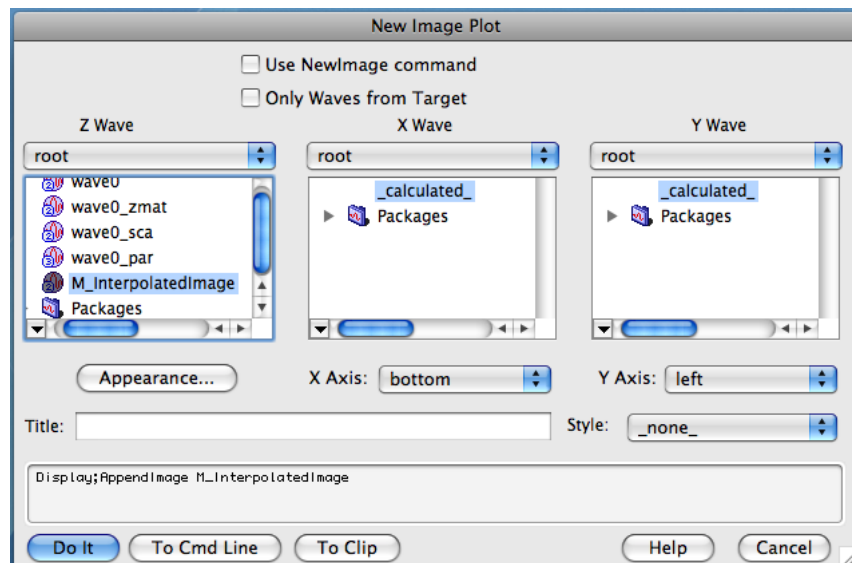 New Image Plot
Use NewImage command
Only Waves from Target
Z Wave X Wave Y Wave
root root root
wave0 _calculated_ _calculated_
wave0_zmat Packages Packages
wave0_sca
wave0_par
M_InterpolatedImage
Packages
Appearance... X Axis: bottom Y Axis: left
Title: Style: _none_
Display;AppendImage M_InterpolatedImage
Do It To Cmd Line To Clip Help Cancel